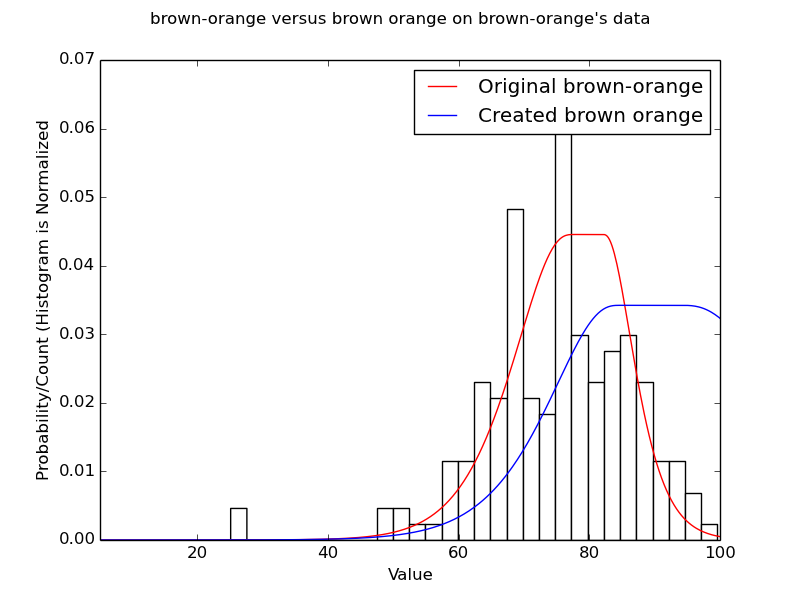 brown-orange versus brown orange on brown-orange's data
Original brown-orange
Created brown orange
Probability/Count (Histogram is Normalized
0.07
0.06
0.05
0.04
0.03
0.02
0.01
0.00
20 40 60 80 100
Value